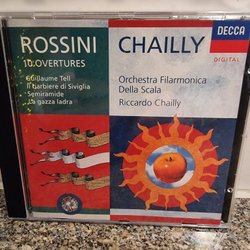 ROSSINI
10 OVERTURES
Guillaume Tell
Il barbiere di Siviglia
Semiramide
La gazza ladra
CHAILLY
Orchestra Filarmonica
Della Scala
Riccardo Chailly
DECCA
DIGITAL